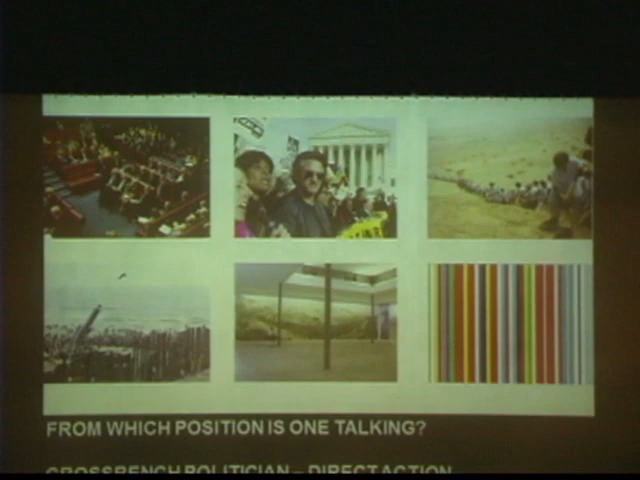 FROM WHICH POSITION IS ONE TALKING?
CROSSBENCH POLITICIAN – DIRECT ACTION